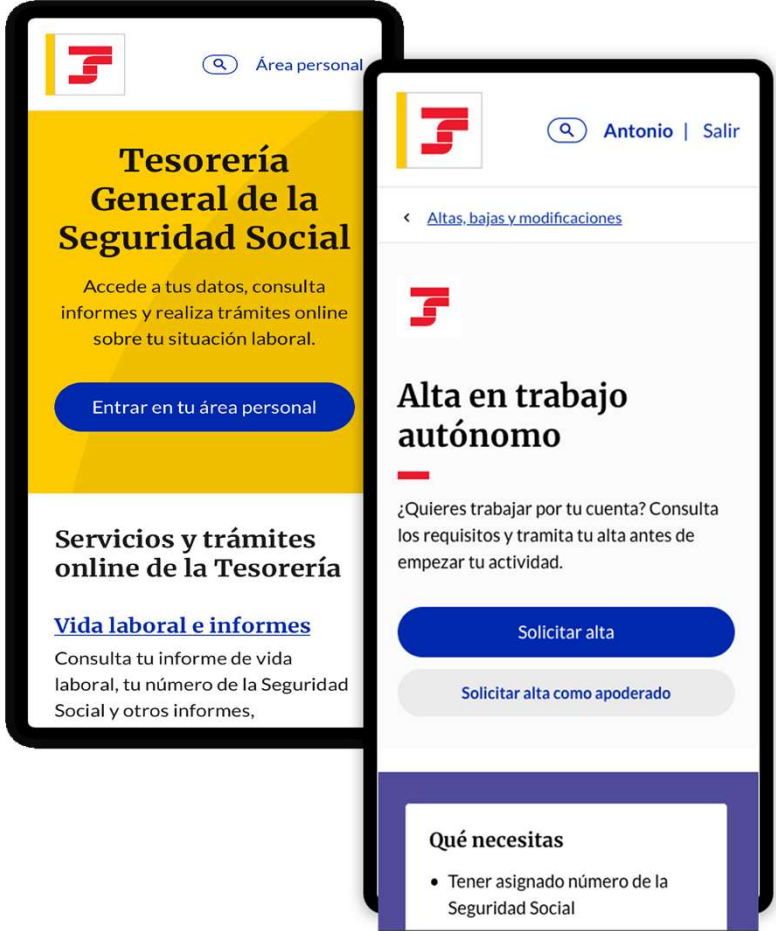 Área personal
Tesorería
General de la
Seguridad Social
Accede a tus datos, consulta
informes y realiza trámites online
sobre tu situación laboral.
Entrar en tu área personal
Servicios y trámites
online de la Tesorería
Vida laboral e informes
Consulta tu informe de vida
laboral, tu número de la Seguridad
Social y otros informes,
Antonio | Salir
Altas, bajas y modificaciones
Alta en trabajo
autónomo
¿Quieres trabajar por tu cuenta? Consulta
los requisitos y tramita tu alta antes de
empezar tu actividad.
Solicitar alta
Solicitar alta como apoderado
Qué necesitas
• Tener asignado número de la
Seguridad Social